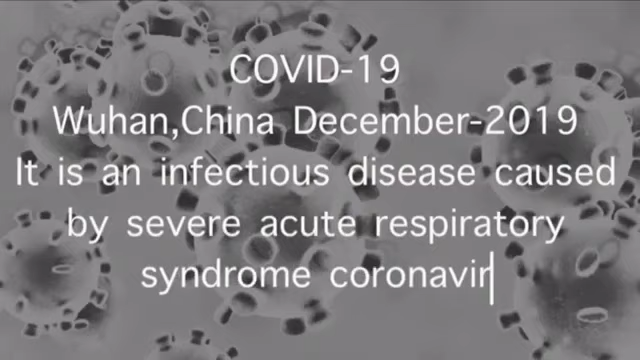 COVID-19
Wuhan,China December-2019
It is an infectious disease caused
by severe acute respiratory
syndrome coronavir